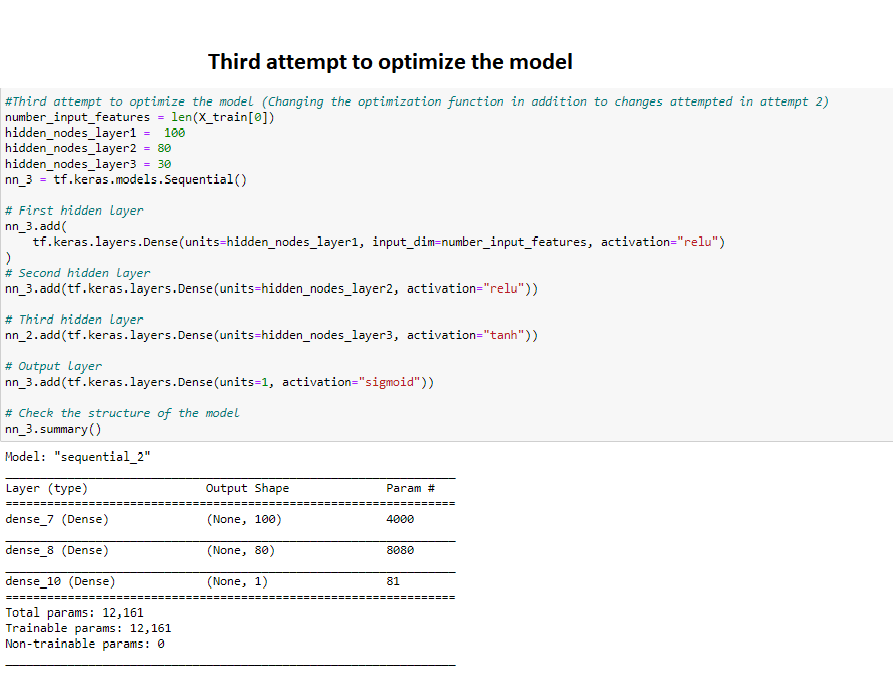 Third attempt to optimize the model
#Third attempt to optimize the model (Changing the optimization function in addition to changes attempted in attempt 2)
number_input_features = len(X_train[0])
hidden_nodes_layer1 =  100
hidden_nodes_layer2 = 80
hidden_nodes_layer3 = 30
nn_3 = tf.keras.models.Sequential()
# First hidden layer
nn_3.add(
    tf.keras.layers.Dense(units=hidden_nodes_layer1, input_dim=number_input_features, activation="relu")
)
# Second hidden layer
nn_3.add(tf.keras.layers.Dense(units=hidden_nodes_layer2, activation="relu"))
# Third hidden layer
nn_2.add(tf.keras.layers.Dense(units=hidden_nodes_layer3, activation="tanh"))
# Output layer
nn_3.add(tf.keras.layers.Dense(units=1, activation="sigmoid"))
# Check the structure of the model
nn_3.summary()
Model: "sequential_2"
Layer (type) Output Shape Param #
dense_7 (Dense) (None, 100) 4000
dense_8 (Dense) (None, 80) 8080
dense_10 (Dense) (None, 1) 81
Total params: 12,161
Trainable params: 12,161
Non-trainable params: 0